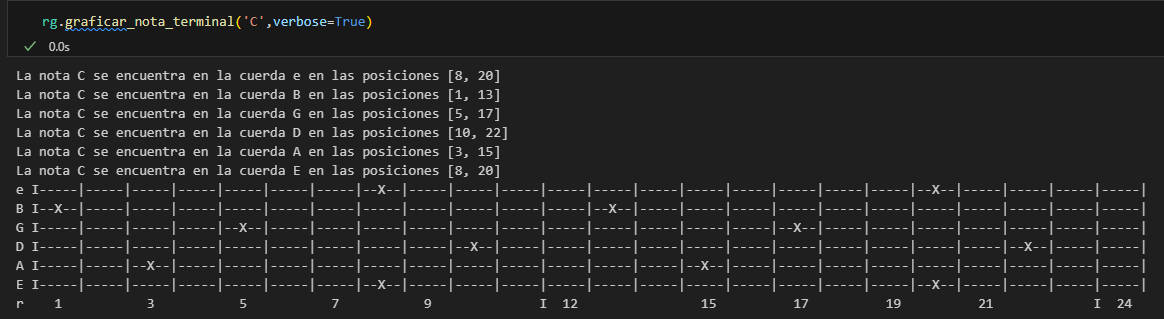 rg.graficar_nota_terminal('C',verbose=True)
✓ 0.0s
La nota C se encuentra en la cuerda e en las posiciones [8, 20]
La nota C se encuentra en la cuerda B en las posiciones [1, 13]
La nota C se encuentra en la cuerda G en las posiciones [5, 17]
La nota C se encuentra en la cuerda D en las posiciones [10, 22]
La nota C se encuentra en la cuerda A en las posiciones [3, 15]
La nota C se encuentra en la cuerda E en las posiciones [8, 20]
e I-----|-----|-----|-----|-----|-----|-----|--X--|-----|-----|-----|-----|-----|-----|-----|-----|-----|-----|-----|--X--|-----|-----|-----|-----|
B I--X--|-----|-----|-----|-----|-----|-----|-----|-----|-----|-----|-----|--X--|-----|-----|-----|-----|-----|-----|-----|-----|-----|-----|-----|
G I-----|-----|-----|-----|--X--|-----|-----|-----|-----|-----|-----|-----|-----|-----|-----|-----|--X--|-----|-----|-----|-----|-----|-----|-----|
D I-----|-----|-----|-----|-----|-----|-----|-----|-----|--X--|-----|-----|-----|-----|-----|-----|-----|-----|-----|-----|-----|--X--|-----|-----|
A I-----|-----|--X--|-----|-----|-----|-----|-----|-----|-----|-----|-----|-----|-----|--X--|-----|-----|-----|-----|-----|-----|-----|-----|-----|
E I-----|-----|-----|-----|-----|-----|-----|--X--|-----|-----|-----|-----|-----|-----|-----|-----|-----|-----|-----|--X--|-----|-----|-----|-----|
r    1           3           5           7           9              I  12                15          17          19          21             I  24